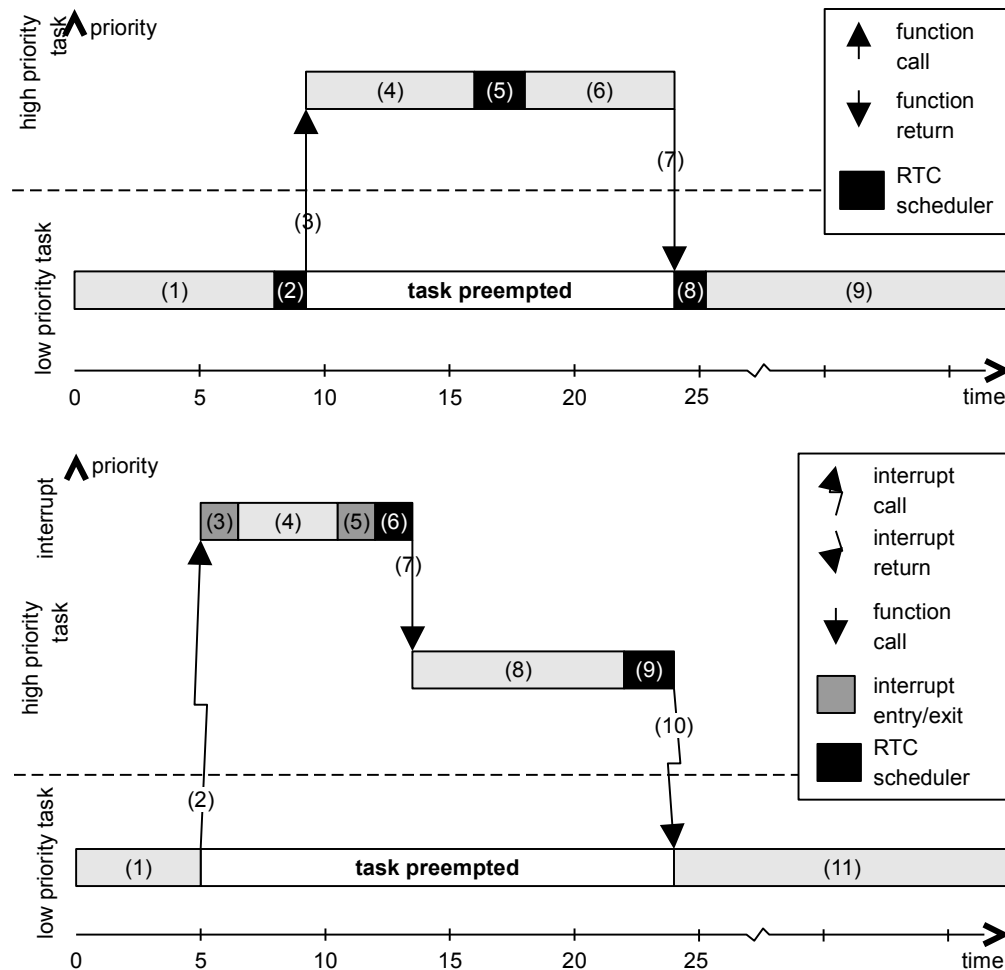 priority
high priority
task
(4)
(5)
(6)
(7)
(3)
low priority task
(1)
(2)
task preempted
(8)
(9)
0
5
10
15
20
25
time
function
call
function
return
RTC
scheduler
priority
interrupt
(3)
(4)
(5)
(6)
(7)
high priority
task
(8)
(9)
(10)
(2)
low priority task
(1)
task preempted
(11)
0
5
10
15
20
25
time
interrupt
call
interrupt
return
function
call
interrupt
entry/exit
RTC
scheduler